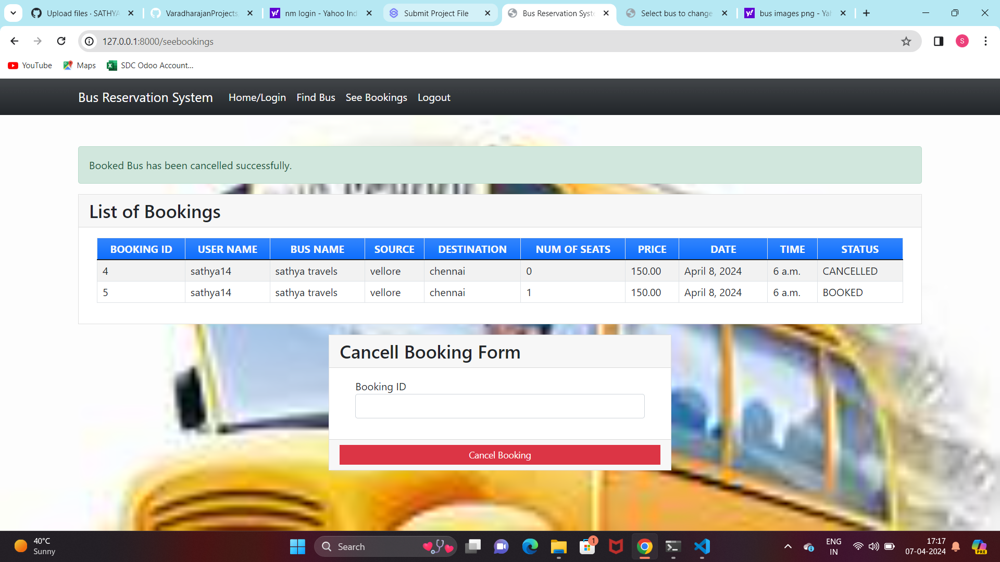 Upload files · SATHYA
VaradharajanProjects
nm login - Yahoo Ind
Submit Project File
Bus Reservation Syste
Select bus to change
bus images png - Yah
127.0.0.1:8000/seebookings
S
YouTube
Maps
SDC Odoo Account...
Bus Reservation System
Home/Login
Find Bus
See Bookings
Logout
Booked Bus has been cancelled successfully.
List of Bookings
BOOKING ID USER NAME BUS NAME SOURCE DESTINATION NUM OF SEATS PRICE DATE TIME STATUS
4 sathya14 sathya travels vellore chennai 0 150.00 April 8, 2024 6 a.m. CANCELLED
5 sathya14 sathya travels vellore chennai 1 150.00 April 8, 2024 6 a.m. BOOKED
Cancell Booking Form
Booking ID
Cancel Booking
40°C
Sunny
Search
1
ENG
IN
17:17
07-04-2024
PRE